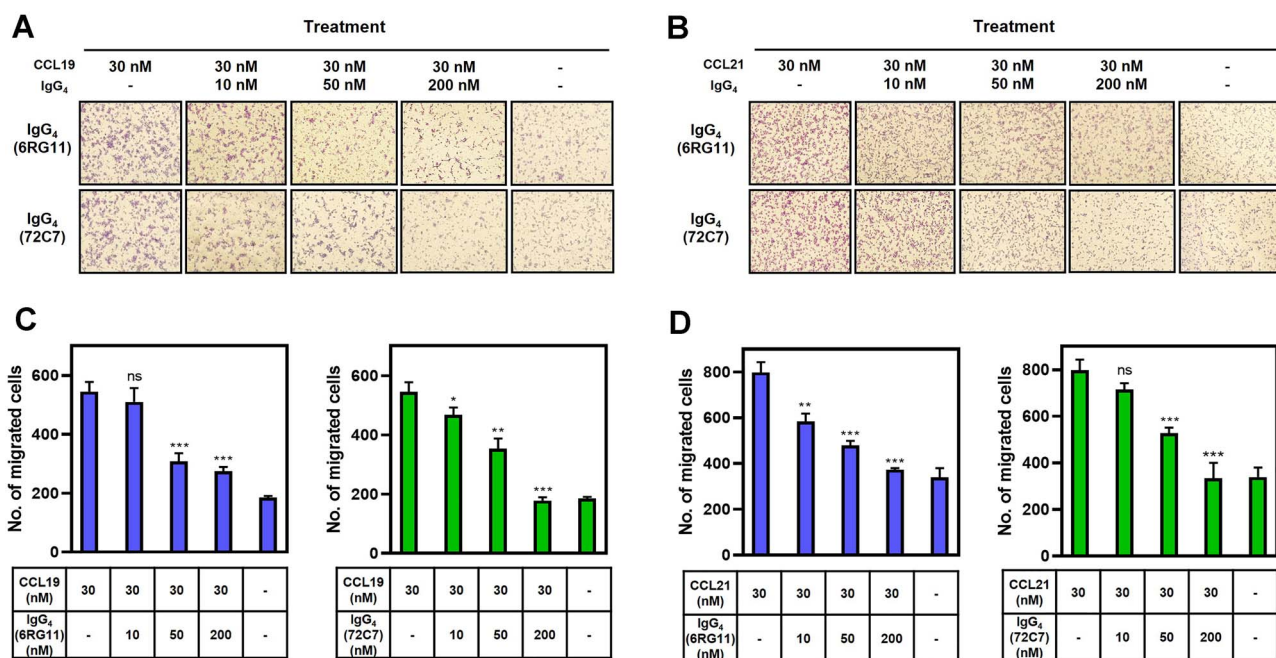 A
Treatment
CCL19 30 nM 30 nM 30 nM 30 nM -
IgG₄ - 10 nM 50 nM 200 nM -
IgG₄
(6RG11)
IgG₄
(72C7)
B
Treatment
CCL21 30 nM 30 nM 30 nM 30 nM -
IgG₄ - 10 nM 50 nM 200 nM -
IgG₄
(6RG11)
IgG₄
(72C7)
C
No. of migrated cells
600
400
200
0
ns
***
***
CCL19
(nM)
30 30 30 30 -
IgG₄
(6RG11)
(nM)
- 10 50 200 -
No. of migrated cells
600
400
200
0
*
**
***
CCL19
(nM)
30 30 30 30 -
IgG₄
(72C7)
(nM)
- 10 50 200 -
D
No. of migrated cells
800
600
400
200
0
**
***
***
CCL21
(nM)
30 30 30 30 -
IgG₄
(6RG11)
(nM)
- 10 50 200 -
No. of migrated cells
800
600
400
200
0
ns
***
***
CCL21
(nM)
30 30 30 30 -
IgG₄
(72C7)
(nM)
- 10 50 200 -